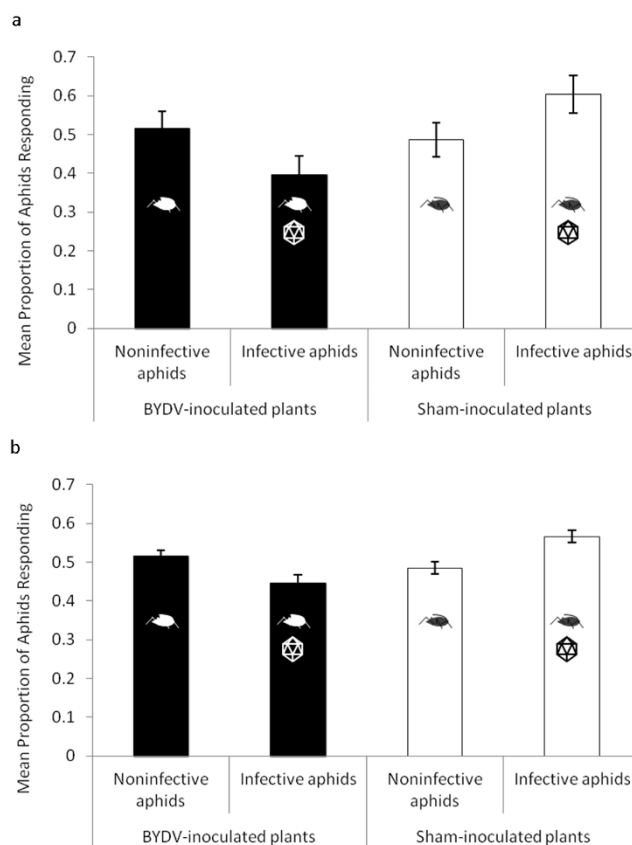 a
Mean Proportion of Aphids Responding
0.7
0.6
0.5
0.4
0.3
0.2
0.1
0
Noninfective aphids
Infective aphids
Noninfective aphids
Infective aphids
BYDV-inoculated plants
Sham-inoculated plants
b
Mean Proportion of Aphids Responding
0.7
0.6
0.5
0.4
0.3
0.2
0.1
0
Noninfective aphids
Infective aphids
Noninfective aphids
Infective aphids
BYDV-inoculated plants
Sham-inoculated plants